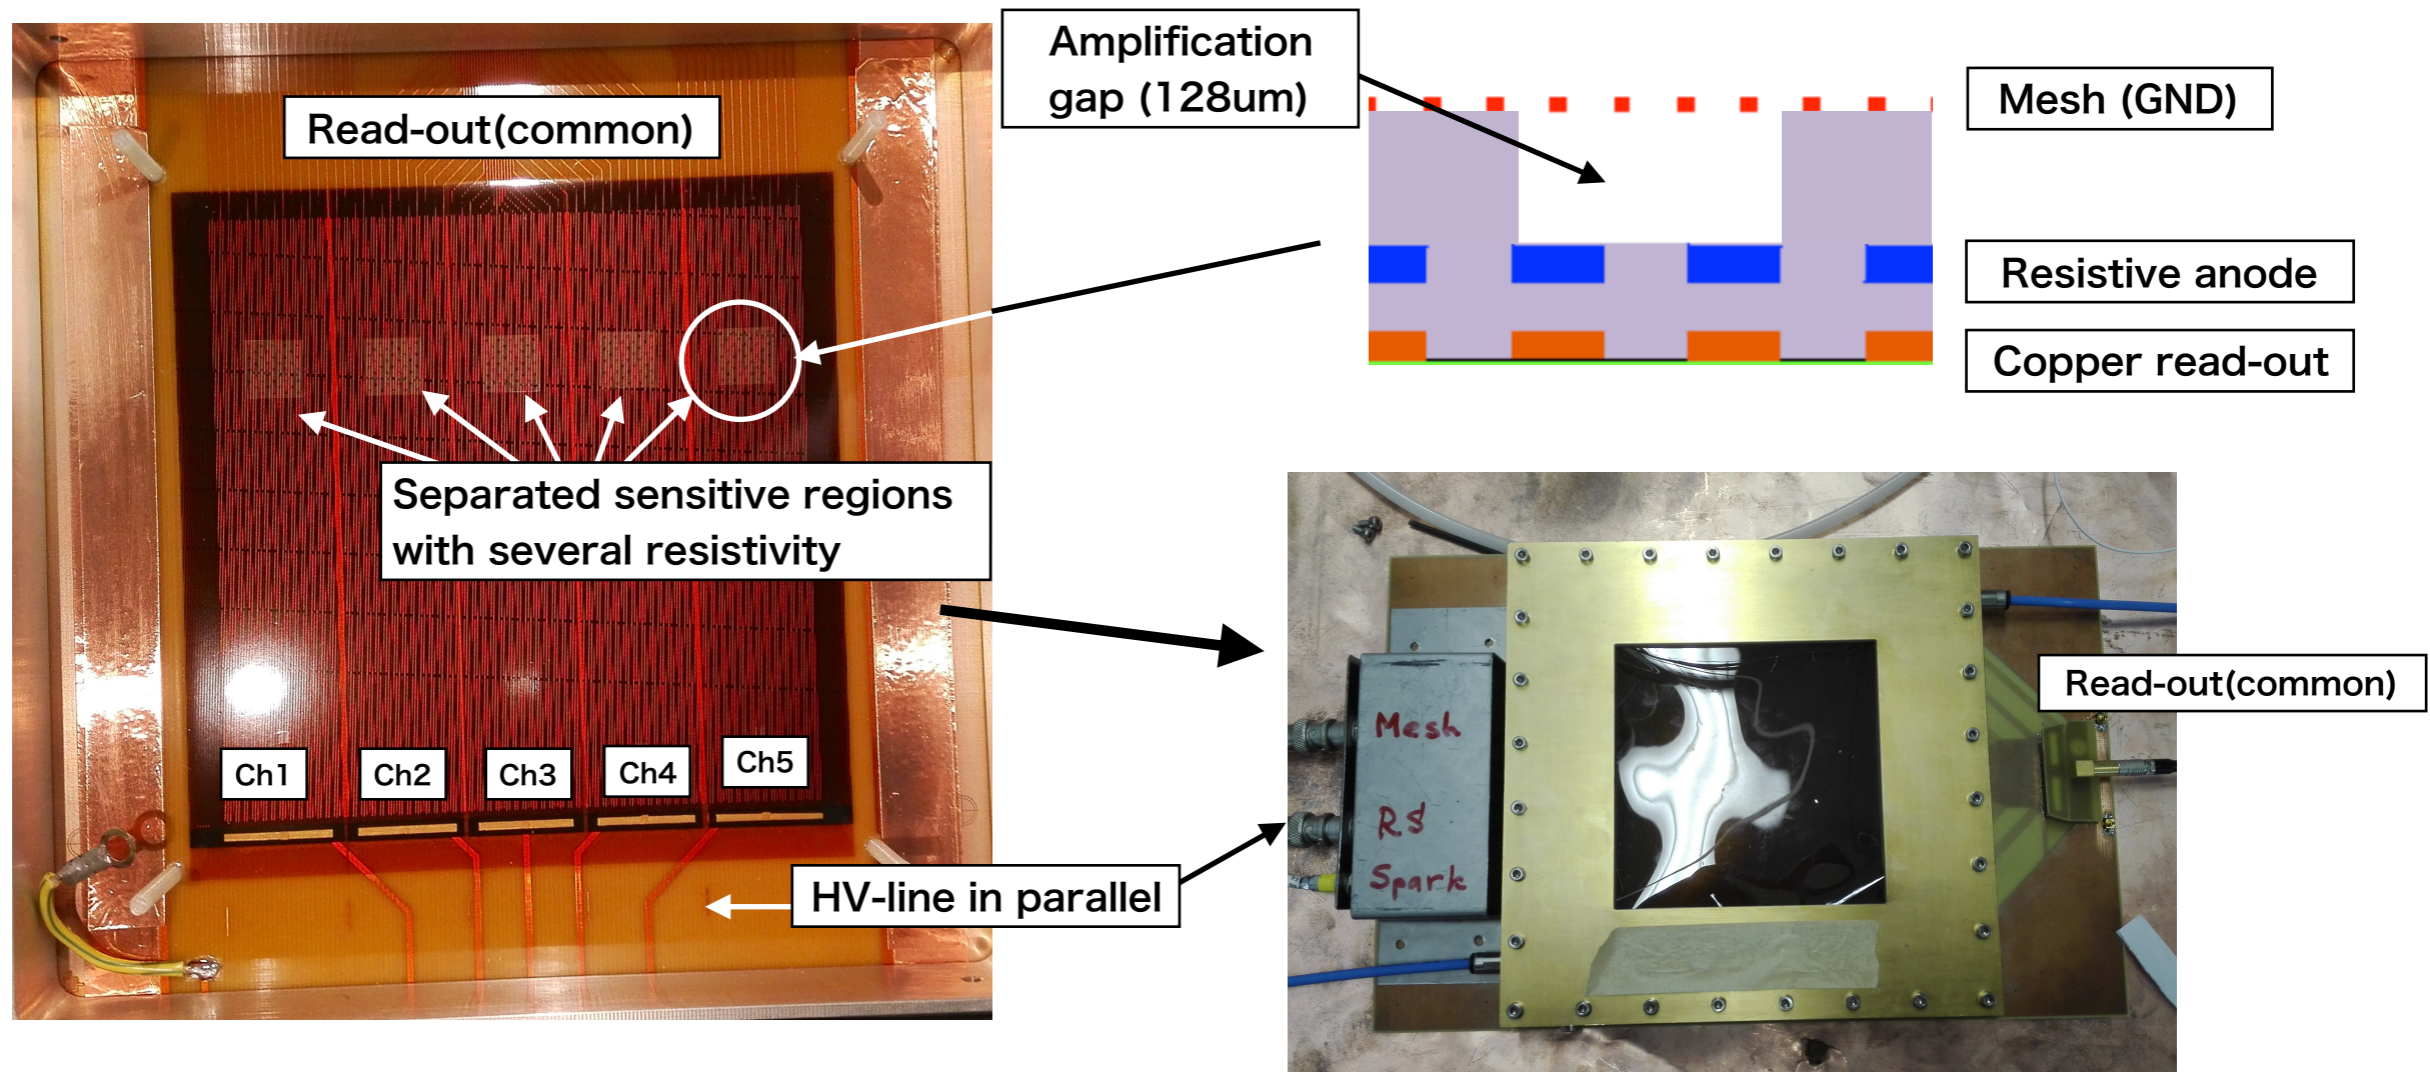 Read-out(common)
Amplification
gap (128um)
Mesh (GND)
Resistive anode
Copper read-out
Separated sensitive regions
with several resistivity
Ch1
Ch2
Ch3
Ch4
Ch5
HV-line in parallel
Mesh
RS
Spark
Read-out(common)